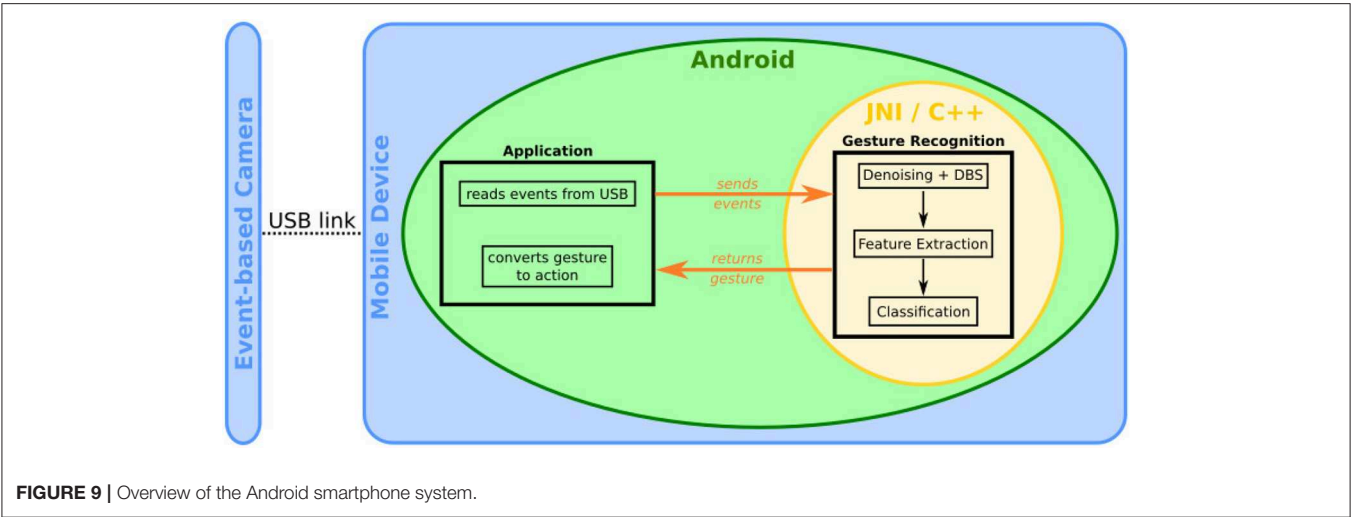 Event-based Camera
USB link
Mobile Device
Android
Application
reads events from USB
converts gesture
to action
sends
events
returns
gesture
JNI / C++
Gesture Recognition
Denoising + DBS
Feature Extraction
Classification
FIGURE 9 | Overview of the Android smartphone system.